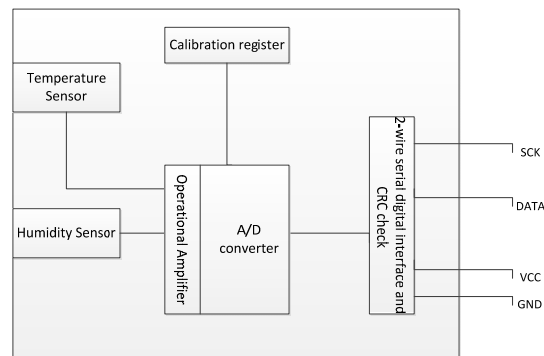 Calibration register
Temperature
Sensor
Humidity Sensor
Operational Amplifier
A/D
converter
2-wire serial digital interface and
CRC check
SCK
DATA
VCC
GND